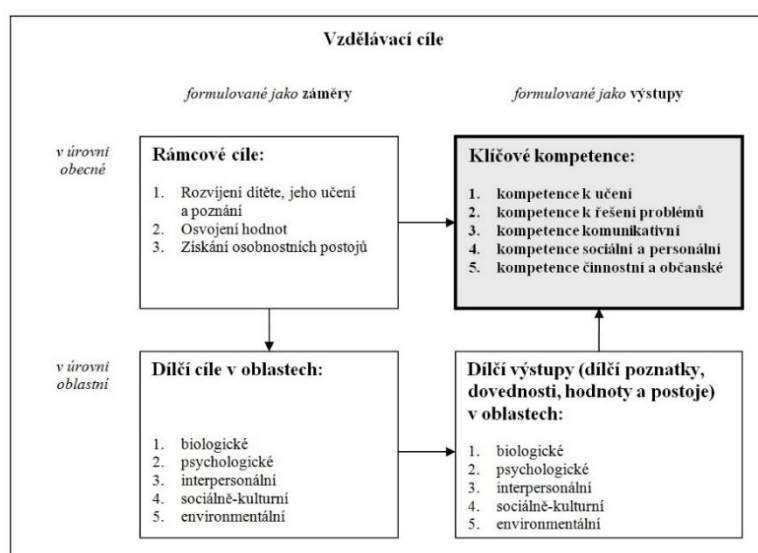 Vzdělávací cíle
formulované jako záměry
formulované jako výstupy
v úrovni
obecné
Rámcové cíle:
1. Rozvíjení dítěte, jeho učení
a poznání
2. Osvojení hodnot
3. Získání osobnostních postojů
Klíčové kompetence:
1. kompetence k učení
2. kompetence k řešení problémů
3. kompetence komunikativní
4. kompetence sociální a personální
5. kompetence činnostní a občanské
v úrovni
oblastní
Dílčí cíle v oblastech:
1. biologické
2. psychologické
3. interpersonální
4. sociálně-kulturní
5. environmentální
Dílčí výstupy (dílčí poznatky,
dovednosti, hodnoty a postoje)
v oblastech:
1. biologické
2. psychologické
3. interpersonální
4. sociálně-kulturní
5. environmentální